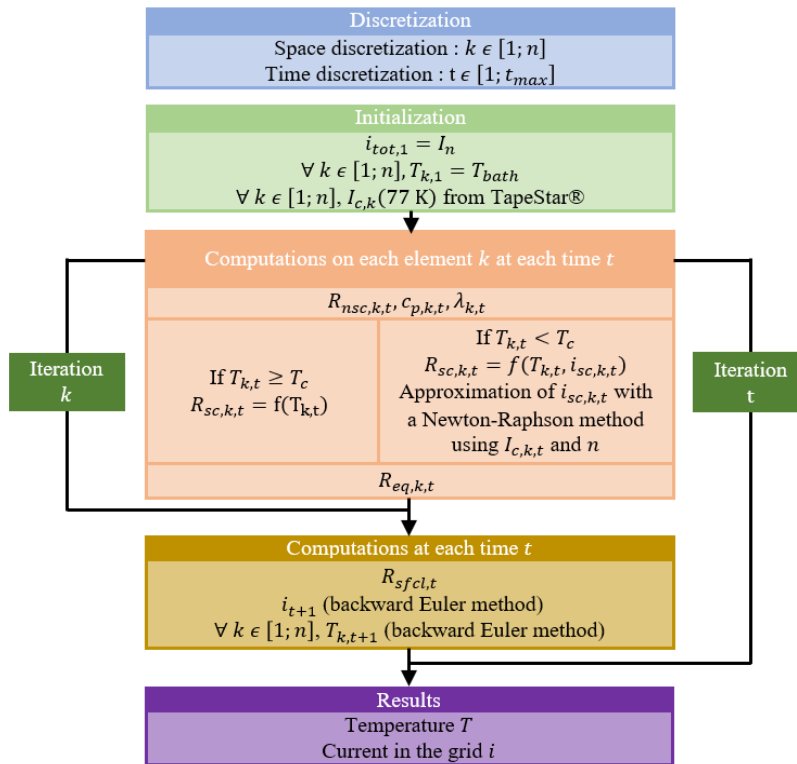 Discretization
Space discretization : k ϵ [1; n]
Time discretization : t ϵ [1; t_max]
Initialization
i_tot,1 = I_n
∀ k ϵ [1; n], T_k,1 = T_bath
∀ k ϵ [1; n], I_c,k(77 K) from TapeStar®
Computations on each element k at each time t
R_nsc,k,t, c_p,k,t, λ_k,t
Iteration
k
If T_k,t ≥ T_c
R_sc,k,t = f(T_k,t)
If T_k,t < T_c
R_sc,k,t = f(T_k,t, i_sc,k,t)
Approximation of i_sc,k,t with
a Newton-Raphson method
using I_c,k,t and n
Iteration
t
R_eq,k,t
Computations at each time t
R_sfcl,t
i_t+1 (backward Euler method)
∀ k ϵ [1; n], T_k,t+1 (backward Euler method)
Results
Temperature T
Current in the grid i